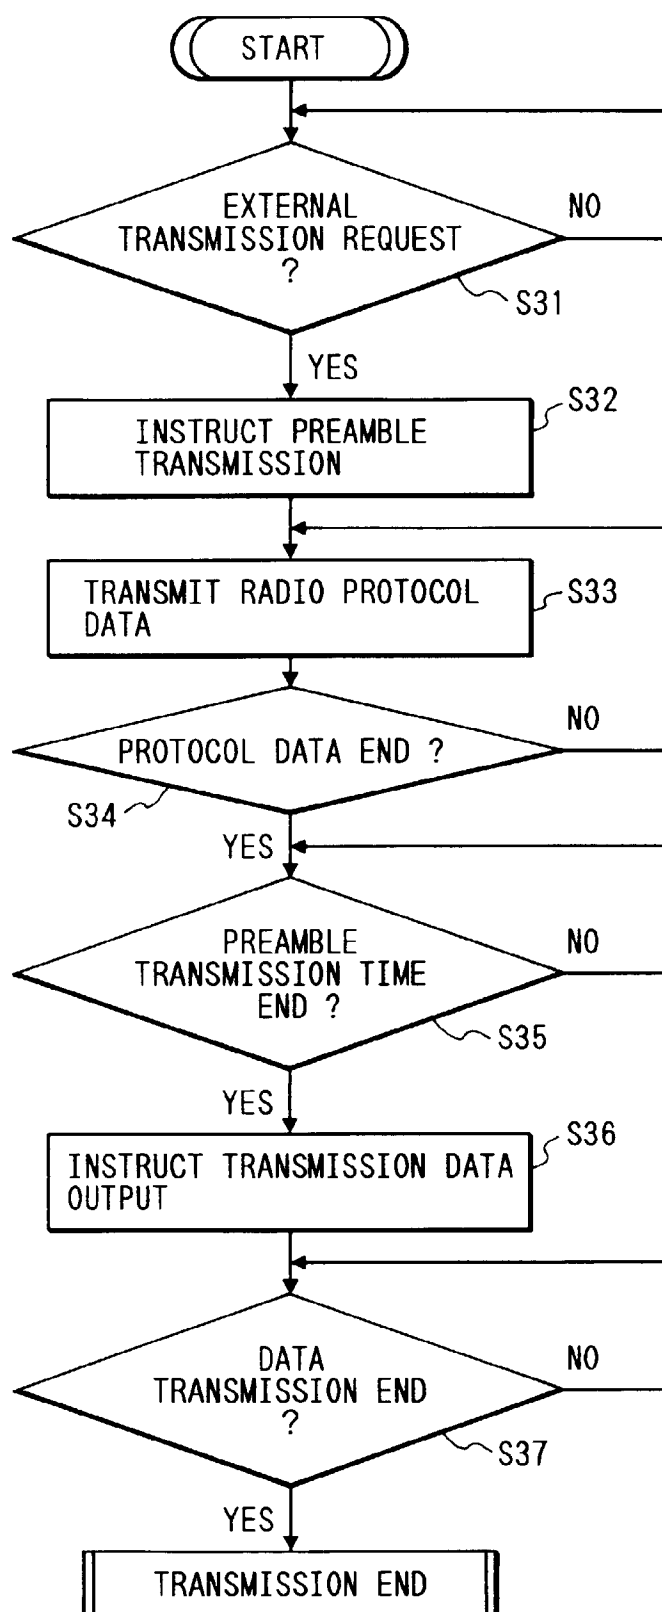 START
EXTERNAL
TRANSMISSION REQUEST
?
NO
S31
YES
S32
INSTRUCT PREAMBLE
TRANSMISSION
TRANSMIT RADIO PROTOCOL
DATA
S33
PROTOCOL DATA END ?
NO
S34
YES
PREAMBLE
TRANSMISSION TIME
END ?
NO
S35
YES
S36
INSTRUCT TRANSMISSION DATA
OUTPUT
DATA
TRANSMISSION END
?
NO
S37
YES
TRANSMISSION END